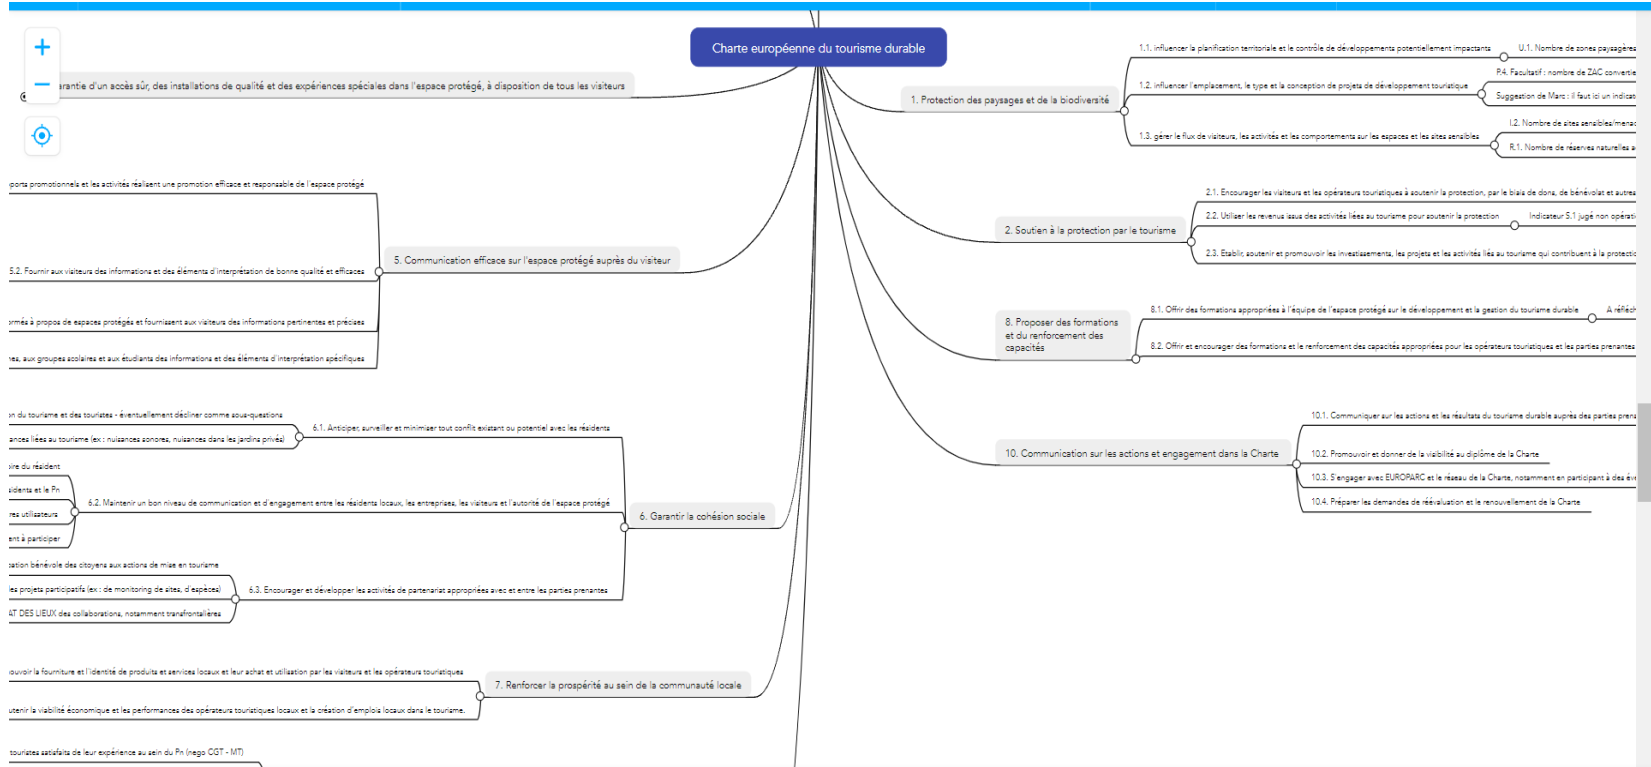 Charte européenne du tourisme durable
arantie d'un accès sûr, des installations de qualité et des expériences spéciales dans l'espace protégé, à disposition de tous les visiteurs
ports promotionnels et les activités réalisent une promotion efficace et responsable de l'espace protégé
5. Communication efficace sur l'espace protégé auprès du visiteur
5.2. Fournir aux visiteurs des informations et des éléments d'interprétation de bonne qualité et efficaces
ormés à propos de espaces protégés et fournissent aux visiteurs des informations pertinentes et précises
nes, aux groupes scolaires et aux étudiants des informations et des éléments d'interprétation spécifiques
on du tourisme et des touristes - éventuellement décliner comme sous-questions
ances liées au tourisme (ex : nuisances sonores, nuisances dans les jardins privés)
6.1. Anticiper, surveiller et minimiser tout conflit existant ou potentiel avec les résidents
oire du résident
sidents et le Pn
res utilisateurs
ent à participer
6.2. Maintenir un bon niveau de communication et d'engagement entre les résidents locaux, les entreprises, les visiteurs et l'autorité de l'espace protégé
6. Garantir la cohésion sociale
ation bénévole des citoyens aux actions de mise en tourisme
les projets participatifs (ex : de monitoring de sites, d'espèces)
AT DES LIEUX des collaborations, notamment transfrontalières
6.3. Encourager et développer les activités de partenariat appropriées avec et entre les parties prenantes
ouvoir la fourniture et l'identité de produits et services locaux et leur achat et utilisation par les visiteurs et les opérateurs touristiques
7. Renforcer la prospérité au sein de la communauté locale
utenir la viabilité économique et les performances des opérateurs touristiques locaux et la création d'emplois locaux dans le tourisme.
touristes satisfaits de leur expérience au sein du Pn (nego CGT - MT)
1. Protection des paysages et de la biodiversité
1.1. influencer la planification territoriale et le contrôle de développements potentiellement impactants
U.1. Nombre de zones paysagères
1.2. influencer l'emplacement, le type et la conception de projets de développement touristique
P.4. Facultatif : nombre de ZAC convertie
Suggestion de Marc : il faut ici un indicat
1.3. gérer le flux de visiteurs, les activités et les comportements sur les espaces et les sites sensibles
I.2. Nombre de sites sensibles/menac
R.1. Nombre de réserves naturelles a
2. Soutien à la protection par le tourisme
2.1. Encourager les visiteurs et les opérateurs touristiques à soutenir la protection, par le biais de dons, de bénévolat et autres
2.2. Utiliser les revenus issus des activités liées au tourisme pour soutenir la protection
Indicateur S.1 jugé non opérati
2.3. Etablir, soutenir et promouvoir les investissements, les projets et les activités liés au tourisme qui contribuent à la protectio
8. Proposer des formations
et du renforcement des
capacités
8.1. Offrir des formations appropriées à l'équipe de l'espace protégé sur le développement et la gestion du tourisme durable
A réfléch
8.2. Offrir et encourager des formations et le renforcement des capacités appropriées pour les opérateurs touristiques et les parties prenantes
10. Communication sur les actions et engagement dans la Charte
10.1. Communiquer sur les actions et les résultats du tourisme durable auprès des parties pren
10.2. Promouvoir et donner de la visibilité au diplôme de la Charte
10.3. S'engager avec EUROPARC et le réseau de la Charte, notamment en participant à des év
10.4. Préparer les demandes de réévaluation et le renouvellement de la Charte